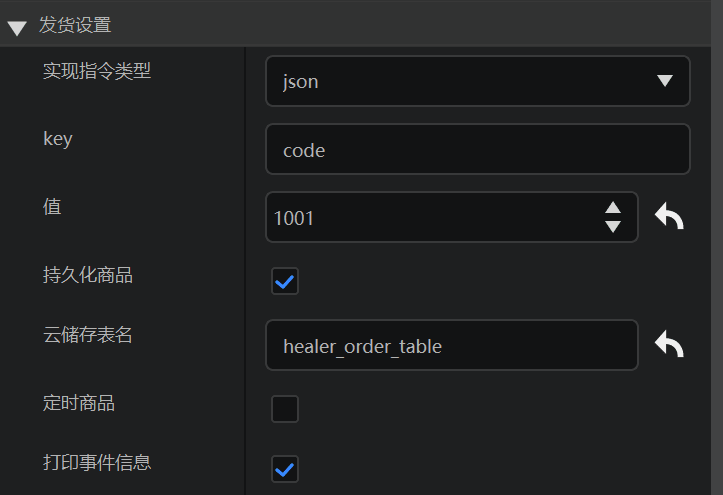 发货设置
实现指令类型
json
key
code
值
1001
持久化商品
云储存表名
healer_order_table
定时商品
打印事件信息